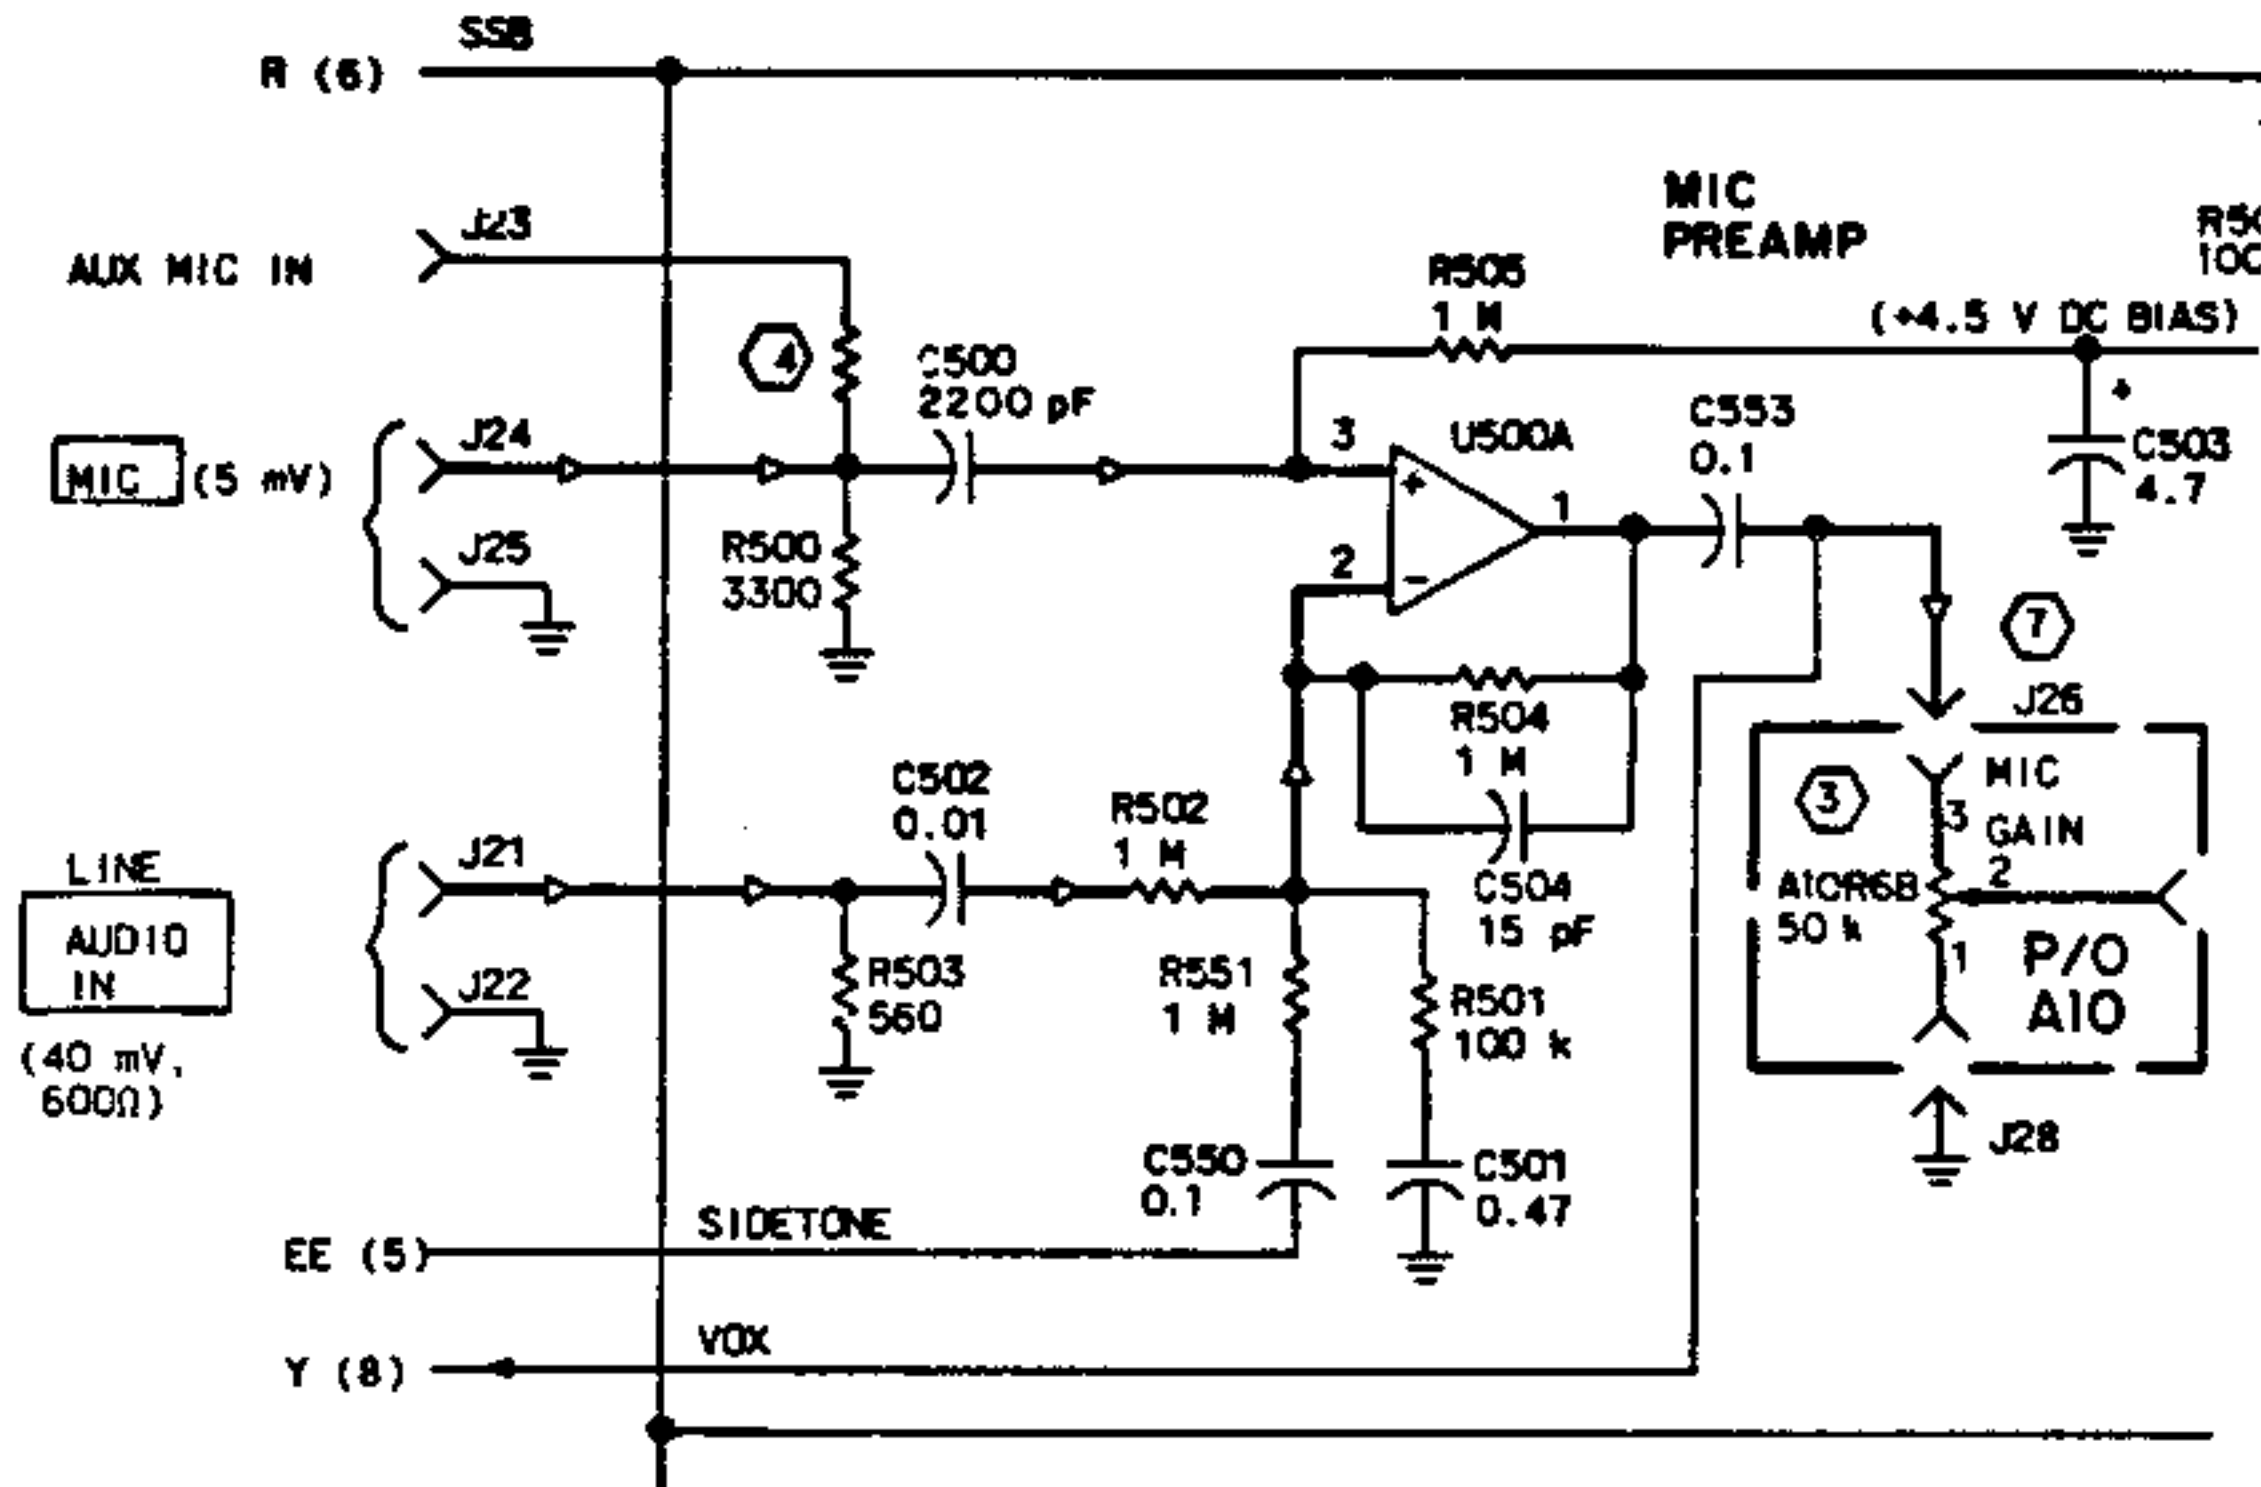 SSB
R (6)
J23
AUX MIC IN
4
C500
2200 pF
MIC
PREAMP
R505
1 M
100
(+4.5 V DC BIAS)
+
C503
4.7
J24
MIC (5 mV)
J25
R500
3300
3
+
U500A
1
2
-
C553
0.1
7
J26
R504
1 M
C504
15 pF
MIC
GAIN
3
3
2
1
A10R6B
50 k
P/O
A10
J28
C502
0.01
R502
1 M
J21
LINE
AUDIO
IN
J22
(40 mV,
600Ω)
R503
560
R551
1 M
R501
100 k
C550
0.1
C501
0.47
SIDETONE
EE (5)
VOX
Y (8)